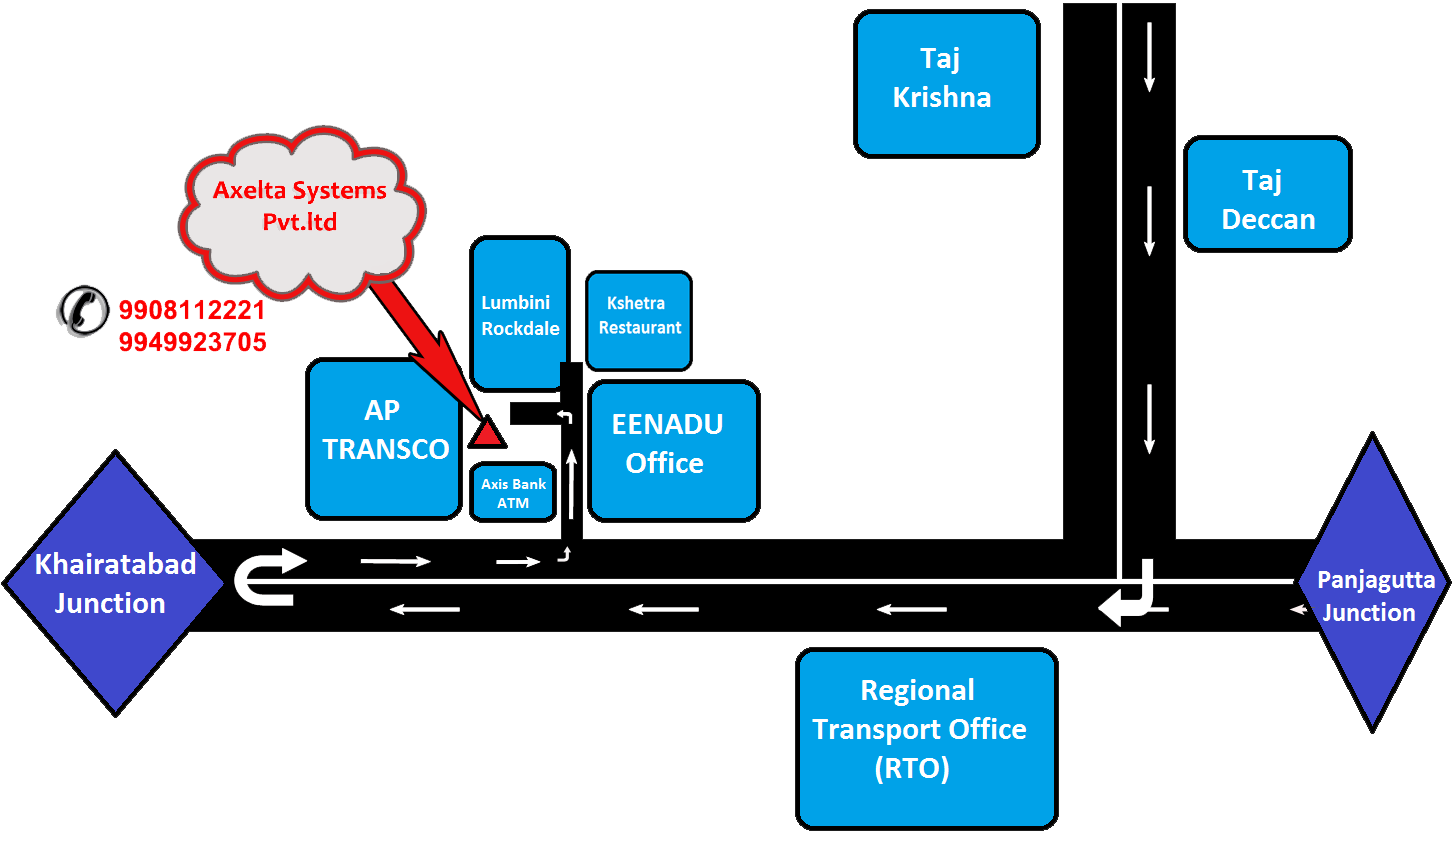 Taj
Krishna
Taj
Deccan
Axelta Systems
Pvt.ltd
9908112221
9949923705
Lumbini
Rockdale
Kshetra
Restaurant
AP
TRANSCO
EENADU
Office
Axis Bank
ATM
Khairatabad
Junction
Panjagutta
Junction
Regional
Transport Office
(RTO)